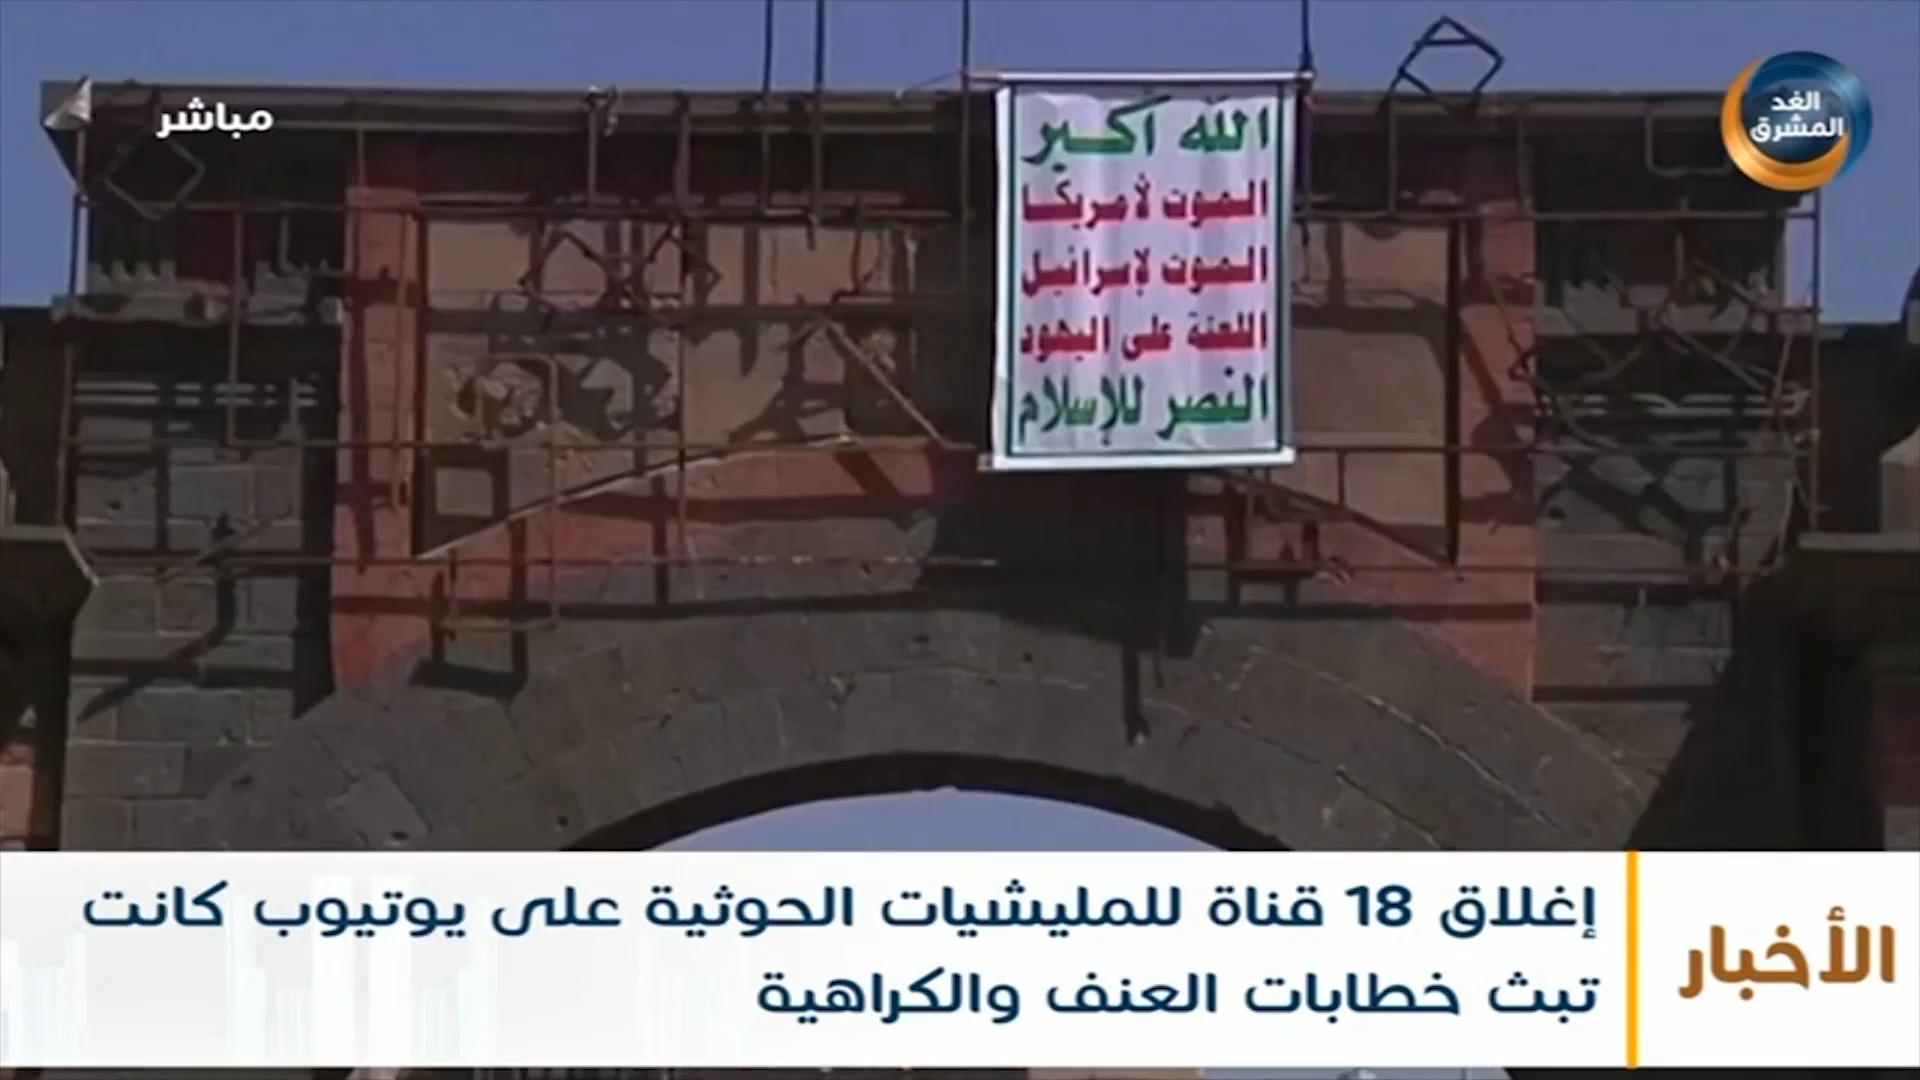 مباشر
الغد
المشرق
الله أكبر
الموت لأمريكا
الموت لإسرائيل
اللعنة على اليهود
النصر للإسلام
الأخبار
إغلاق 18 قناة للمليشيات الحوثية على يوتيوب كانت
تبث خطابات العنف والكراهية